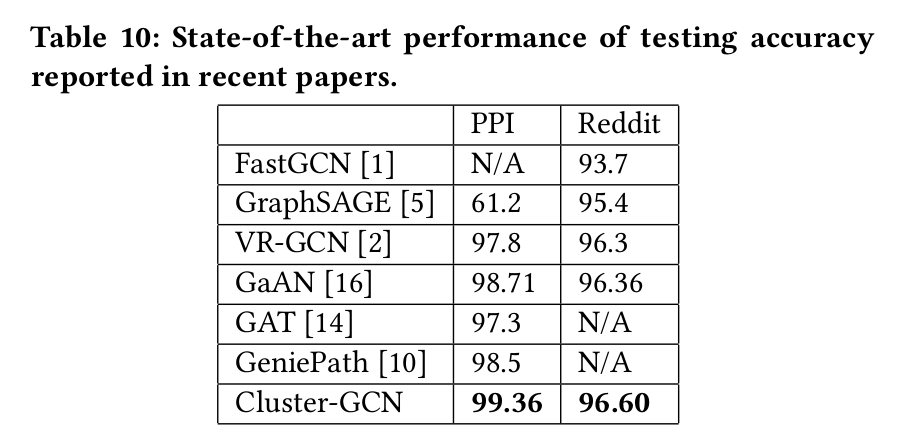 Table 10: State-of-the-art performance of testing accuracy
reported in recent papers.
PPI Reddit
FastGCN [1] N/A 93.7
GraphSAGE [5] 61.2 95.4
VR-GCN [2] 97.8 96.3
GaAN [16] 98.71 96.36
GAT [14] 97.3 N/A
GeniePath [10] 98.5 N/A
Cluster-GCN 99.36 96.60